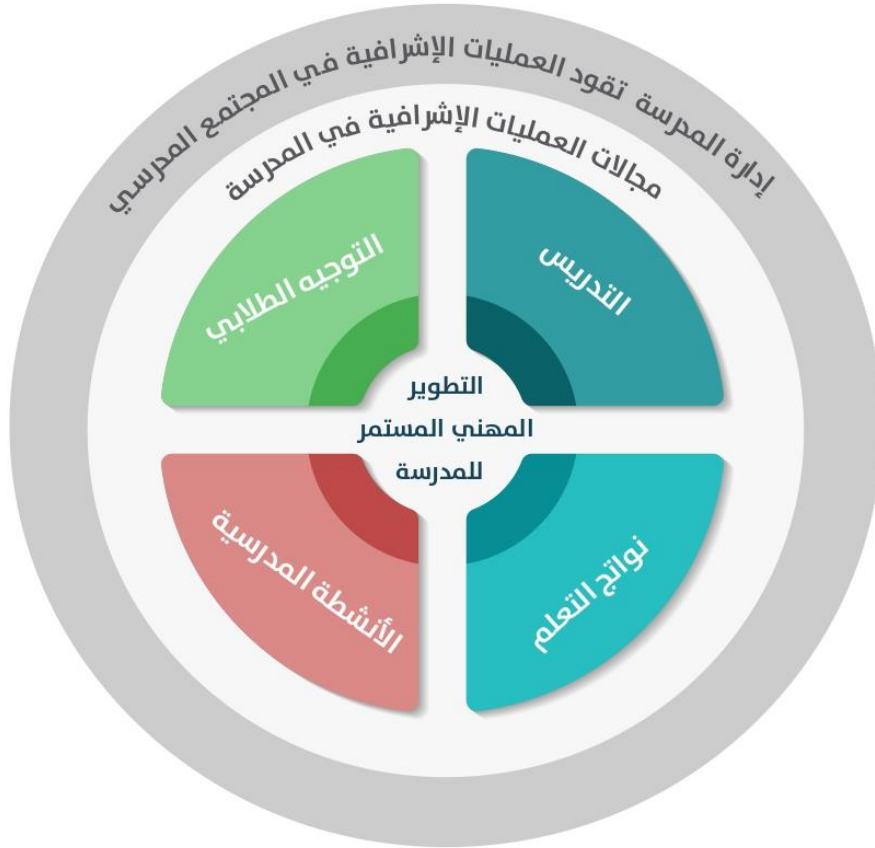 إدارة المدرسة تقود العمليات الإشرافية في المجتمع المدرسي
مجالات العمليات الإشرافية في المدرسة
التدريس
التوجيه الطلابي
التطوير
المهني المستمر
للمدرسة
نواتج التعلم
الأنشطة المدرسية